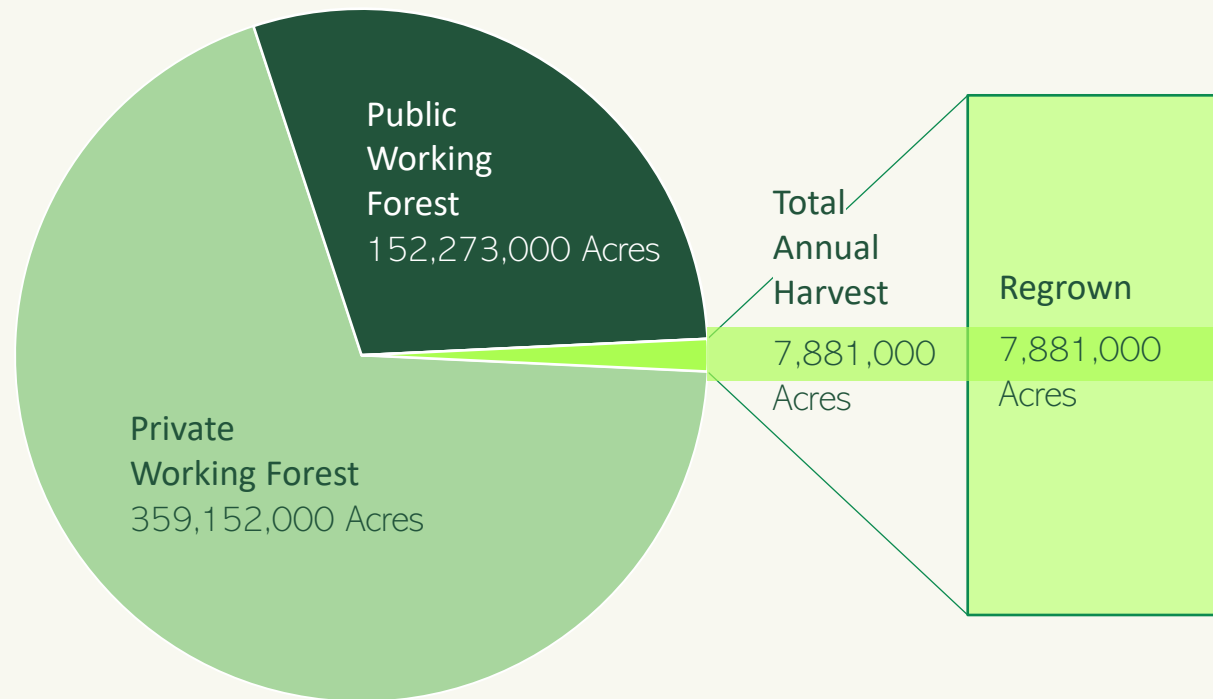 Public
Working
Forest
152,273,000 Acres
Total
Annual
Harvest
7,881,000
Acres
Regrown
7,881,000
Acres
Private
Working Forest
359,152,000 Acres